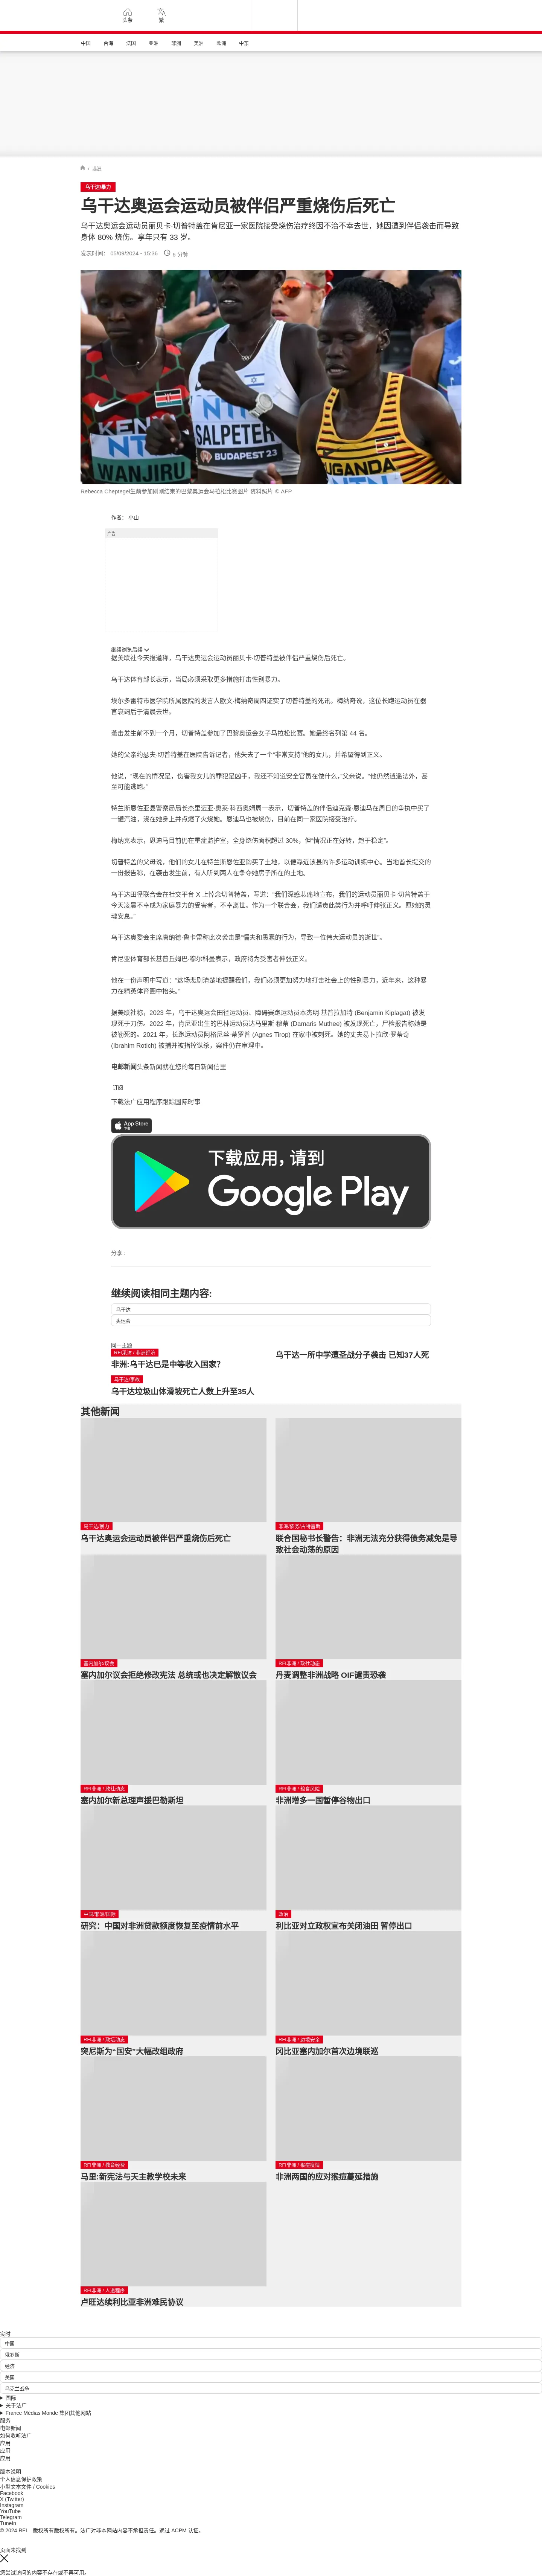 头条
繁
中国
台海
法国
亚洲
非洲
美洲
欧洲
中东
/ 非洲
乌干达/暴力
乌干达奥运会运动员被伴侣严重烧伤后死亡
乌干达奥运会运动员丽贝卡·切普特盖在肯尼亚一家医院接受烧伤治疗终因不治不幸去世，她因遭到伴侣袭击而导致
身体 80% 烧伤。享年只有 33 岁。
发表时间： 05/09/2024 - 15:36 6 分钟
KEN
NTT
WANJIRU
NTT
SALPETER
BUDAPEST 23
NTT
UGANDA
Rebecca Cheptegei生前参加刚刚结束的巴黎奥运会马拉松比赛图片 资料照片 © AFP
作者： 小山
广告
继续浏览后续
据美联社今天报道称，乌干达奥运会运动员丽贝卡·切普特盖被伴侣严重烧伤后死亡。
乌干达体育部长表示，当局必须采取更多措施打击性别暴力。
埃尔多雷特市医学院所属医院的发言人欧文·梅纳奇周四证实了切普特盖的死讯。梅纳奇说，这位长跑运动员在器
官衰竭后于清晨去世。
袭击发生前不到一个月，切普特盖参加了巴黎奥运会女子马拉松比赛。她最终名列第 44 名。
她的父亲约瑟夫·切普特盖在医院告诉记者，他失去了一个“非常支持”他的女儿，并希望得到正义。
他说，“现在的情况是，伤害我女儿的罪犯是凶手，我还不知道安全官员在做什么，”父亲说。“他仍然逍遥法外，甚
至可能逃跑。”
特兰斯恩佐亚县警察局局长杰里迈亚·奥莱·科西奥姆周一表示，切普特盖的伴侣迪克森·恩迪马在周日的争执中买了
一罐汽油，浇在她身上并点燃了火烧她。恩迪马也被烧伤，目前在同一家医院接受治疗。
梅纳克表示，恩迪马目前仍在重症监护室，全身烧伤面积超过 30%，但“情况正在好转，趋于稳定”。
切普特盖的父母说，他们的女儿在特兰斯恩佐亚购买了土地，以便靠近该县的许多运动训练中心。当地酋长提交的
一份报告称，在袭击发生前，有人听到两人在争夺她房子所在的土地。
乌干达田径联合会在社交平台 X 上悼念切普特盖，写道：“我们深感悲痛地宣布，我们的运动员丽贝卡·切普特盖于
今天凌晨不幸成为家庭暴力的受害者，不幸离世。作为一个联合会，我们谴责此类行为并呼吁伸张正义。愿她的灵
魂安息。”
乌干达奥委会主席唐纳德·鲁卡雷称此次袭击是“懦夫和愚蠢的行为，导致一位伟大运动员的逝世”。
肯尼亚体育部长基普丘姆巴·穆尔科曼表示，政府将为受害者伸张正义。
他在一份声明中写道：“这场悲剧清楚地提醒我们，我们必须更加努力地打击社会上的性别暴力，近年来，这种暴
力在精英体育圈中抬头。”
据美联社称，2023 年，乌干达奥运会田径运动员、障碍赛跑运动员本杰明·基普拉加特 (Benjamin Kiplagat) 被发
现死于刀伤。2022 年，肯尼亚出生的巴林运动员达马里斯·穆蒂 (Damaris Muthee) 被发现死亡，尸检报告称她是
被勒死的。2021 年，长跑运动员阿格尼丝·蒂罗普 (Agnes Tirop) 在家中被刺死。她的丈夫易卜拉欣·罗蒂奇
(Ibrahim Rotich) 被捕并被指控谋杀，案件仍在审理中。
电邮新闻头条新闻就在您的每日新闻信里
订阅
下载法广应用程序跟踪国际时事
App Store
下载
下载应用，请到
Google Play
分享 :
继续阅读相同主题内容:
乌干达
奥运会
同一主题
RFI采访 / 非洲经济
非洲:乌干达已是中等收入国家?
乌干达一所中学遭圣战分子袭击 已知37人死
乌干达/事故
乌干达垃圾山体滑坡死亡人数上升至35人
其他新闻
乌干达/暴力
乌干达奥运会运动员被伴侣严重烧伤后死亡
非洲/债务/古特雷斯
联合国秘书长警告：非洲无法充分获得债务减免是导
致社会动荡的原因
塞内加尔/议会
塞内加尔议会拒绝修改宪法 总统或也决定解散议会
RFI非洲 / 政社动态
丹麦调整非洲战略 OIF谴责恐袭
RFI非洲 / 政社动态
塞内加尔新总理声援巴勒斯坦
RFI非洲 / 粮食风险
非洲增多一国暂停谷物出口
中国/非洲/国际
研究：中国对非洲贷款额度恢复至疫情前水平
政治
利比亚对立政权宣布关闭油田 暂停出口
RFI非洲 / 政坛动态
突尼斯为“国安”大幅改组政府
RFI非洲 / 边境安全
冈比亚塞内加尔首次边境联巡
RFI非洲 / 教育经费
马里:新宪法与天主教学校未来
RFI非洲 / 猴痘疫情
非洲两国的应对猴痘蔓延措施
RFI非洲 / 人道程序
卢旺达续利比亚非洲难民协议
实时
中国
俄罗斯
经济
美国
乌克兰战争
国际
关于法广
France Médias Monde 集团其他网站
服务
电邮新闻
如何收听法广
应用
应用
应用
版本说明
个人信息保护政策
小型文本文件 / Cookies
Facebook
X (Twitter)
Instagram
YouTube
Telegram
TuneIn
© 2024 RFI – 版权所有版权所有。法广对非本网站内容不承担责任。通过 ACPM 认证。
页面未找到
您尝试访问的内容不存在或不再可用。